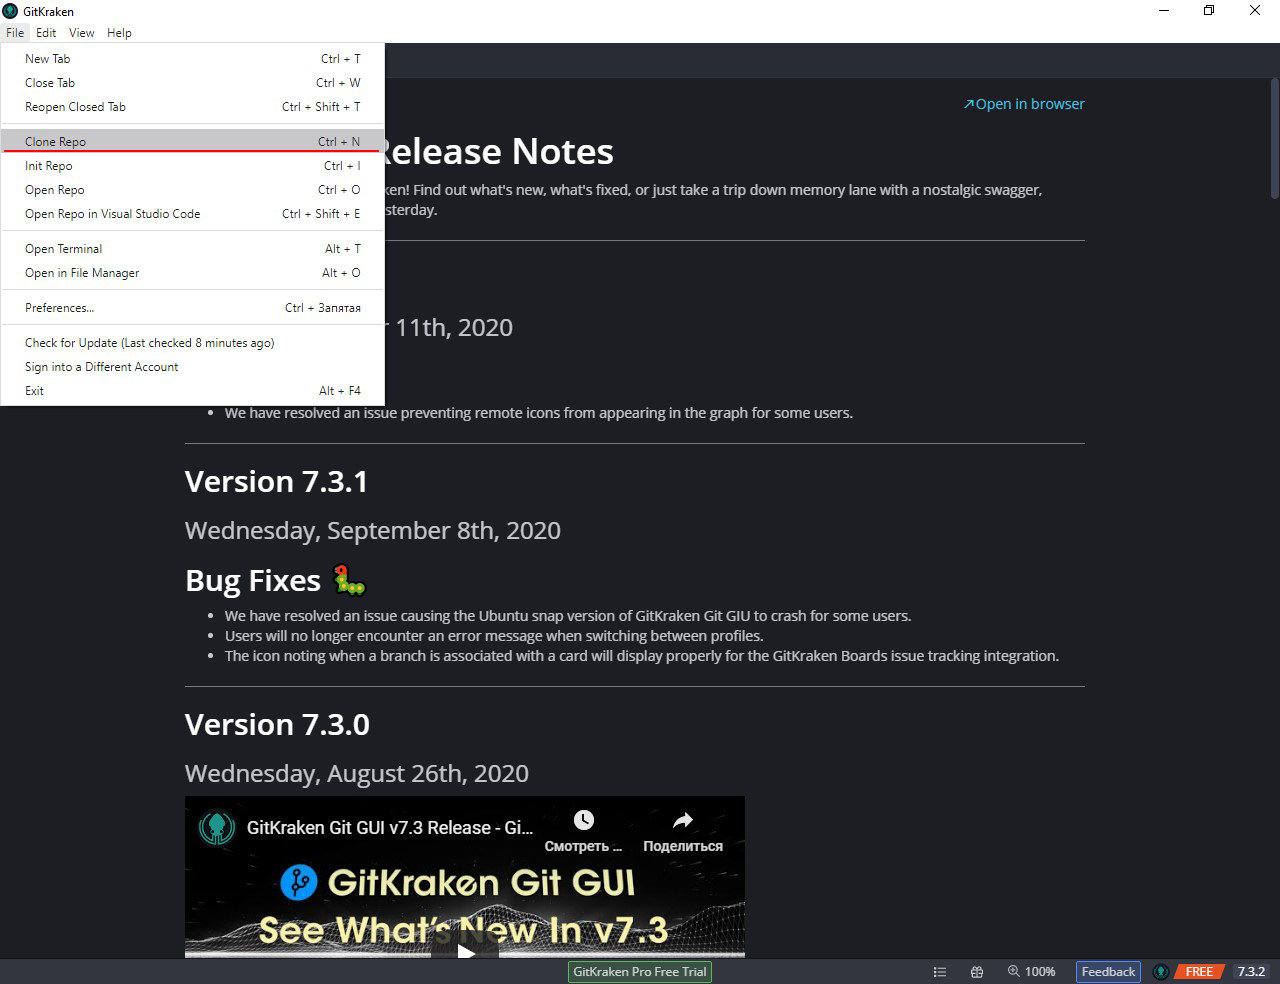 GitKraken
File Edit View Help
New Tab Ctrl + T
Close Tab Ctrl + W
Reopen Closed Tab Ctrl + Shift + T
Clone Repo Ctrl + N
Init Repo Ctrl + I
Open Repo Ctrl + O
Open Repo in Visual Studio Code Ctrl + Shift + E
Open Terminal Alt + T
Open in File Manager Alt + O
Preferences... Ctrl + Запятая
Check for Update (Last checked 8 minutes ago)
Sign into a Different Account
Exit Alt + F4
Open in browser
Release Notes
ken! Find out what's new, what's fixed, or just take a trip down memory lane with a nostalgic swagger,
sterday.
r 11th, 2020
We have resolved an issue preventing remote icons from appearing in the graph for some users.
Version 7.3.1
Wednesday, September 8th, 2020
Bug Fixes
We have resolved an issue causing the Ubuntu snap version of GitKraken Git GIU to crash for some users.
Users will no longer encounter an error message when switching between profiles.
The icon noting when a branch is associated with a card will display properly for the GitKraken Boards issue tracking integration.
Version 7.3.0
Wednesday, August 26th, 2020
GitKraken Git GUI v7.3 Release - Gi...
Смотреть ... Поделиться
GitKraken Git GUI
See What's New In v7.3
GitKraken Pro Free Trial 100% Feedback FREE 7.3.2